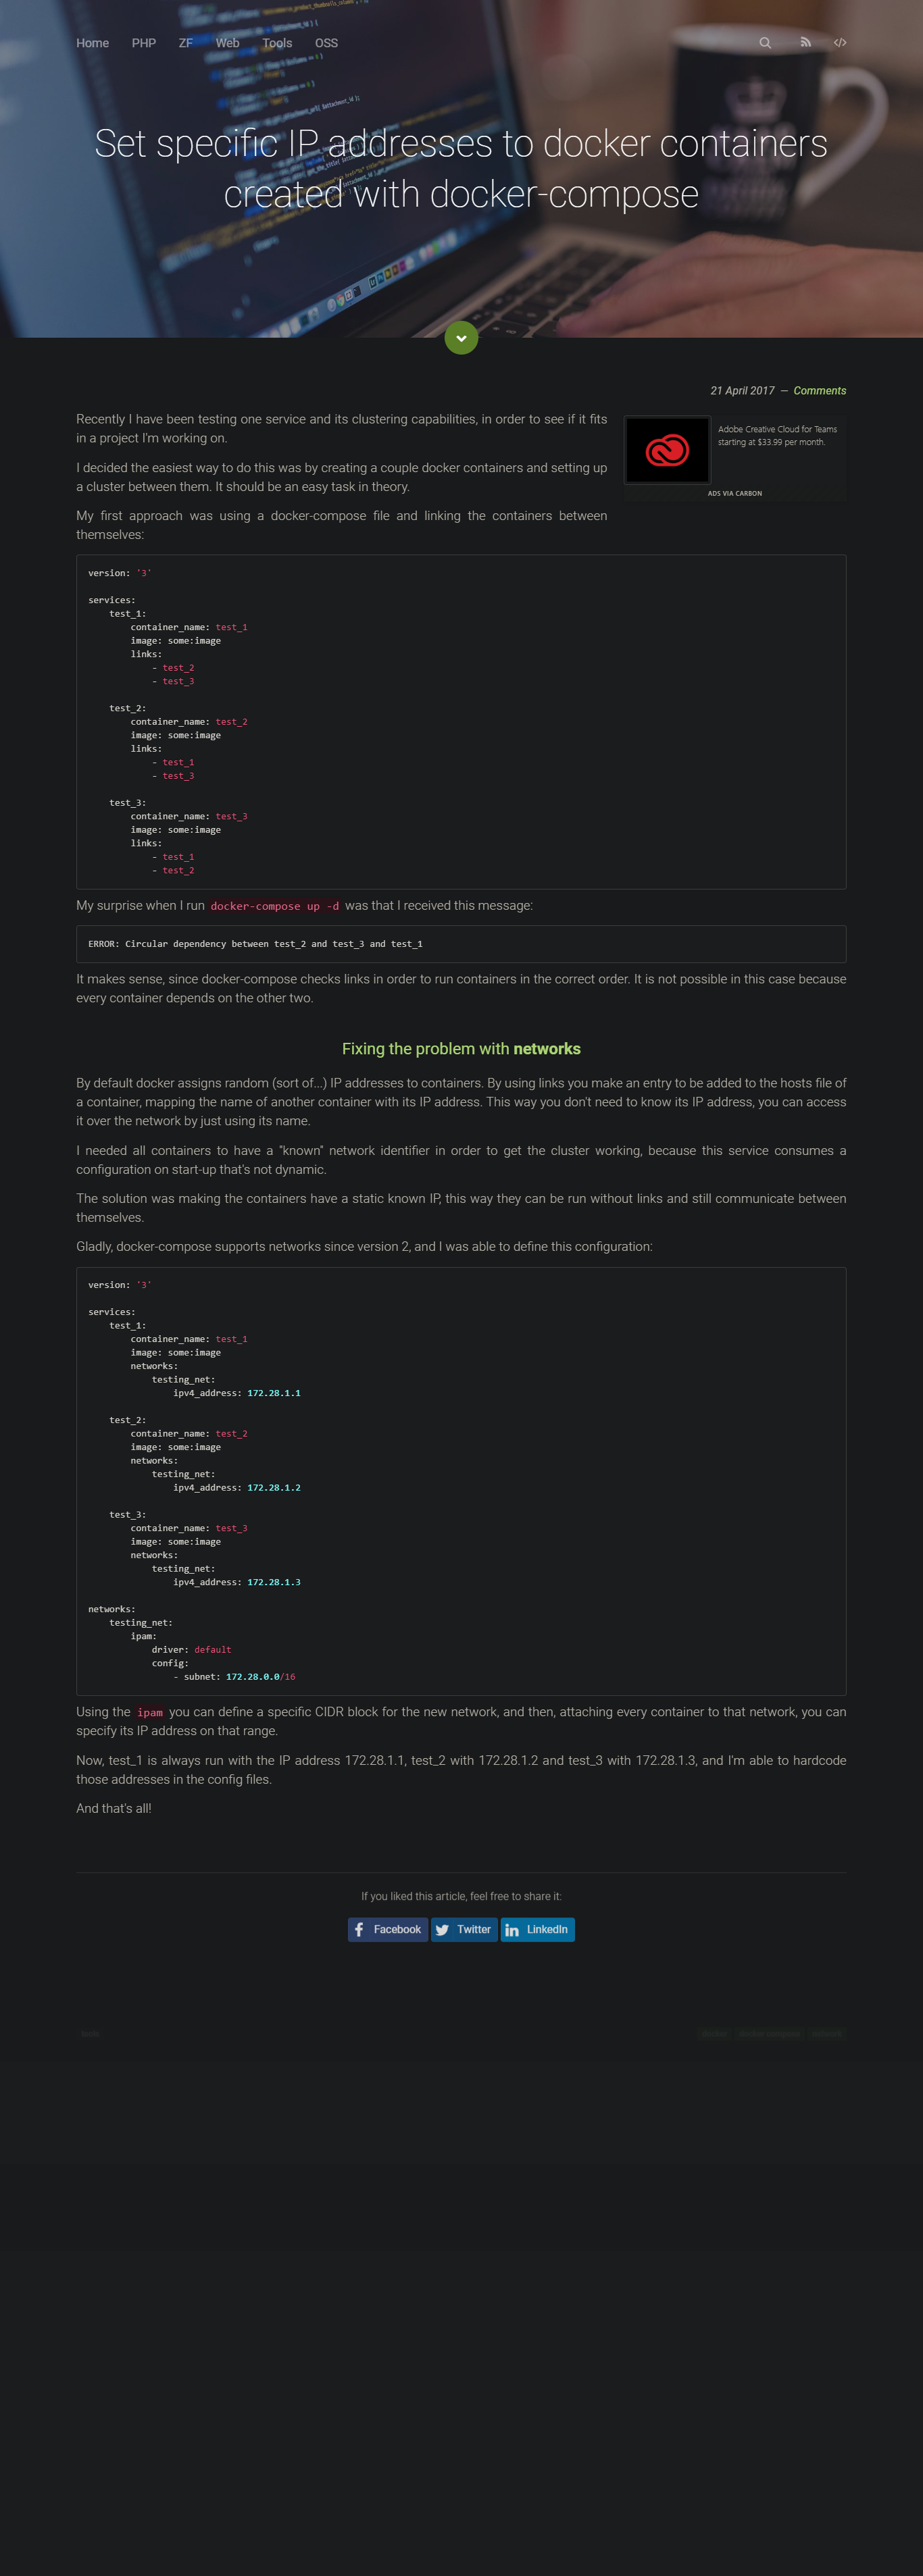 Home PHP ZF Web Tools OSS
Set specific IP addresses to docker containers
created with docker-compose
21 April 2017 — Comments
Recently I have been testing one service and its clustering capabilities, in order to see if it fits
in a project I'm working on.
Adobe Creative Cloud for Teams
starting at $33.99 per month.
ADS VIA CARBON
I decided the easiest way to do this was by creating a couple docker containers and setting up
a cluster between them. It should be an easy task in theory.
My first approach was using a docker-compose file and linking the containers between
themselves:
version: '3'
services:
test_1:
container_name: test_1
image: some:image
links:
- test_2
- test_3
test_2:
container_name: test_2
image: some:image
links:
- test_1
- test_3
test_3:
container_name: test_3
image: some:image
links:
- test_1
- test_2
My surprise when I run docker-compose up -d was that I received this message:
ERROR: Circular dependency between test_2 and test_3 and test_1
It makes sense, since docker-compose checks links in order to run containers in the correct order. It is not possible in this case because
every container depends on the other two.
Fixing the problem with networks
By default docker assigns random (sort of...) IP addresses to containers. By using links you make an entry to be added to the hosts file of
a container, mapping the name of another container with its IP address. This way you don't need to know its IP address, you can access
it over the network by just using its name.
I needed all containers to have a "known" network identifier in order to get the cluster working, because this service consumes a
configuration on start-up that's not dynamic.
The solution was making the containers have a static known IP, this way they can be run without links and still communicate between
themselves.
Gladly, docker-compose supports networks since version 2, and I was able to define this configuration:
version: '3'
services:
test_1:
container_name: test_1
image: some:image
networks:
testing_net:
ipv4_address: 172.28.1.1
test_2:
container_name: test_2
image: some:image
networks:
testing_net:
ipv4_address: 172.28.1.2
test_3:
container_name: test_3
image: some:image
networks:
testing_net:
ipv4_address: 172.28.1.3
networks:
testing_net:
ipam:
driver: default
config:
- subnet: 172.28.0.0/16
Using the ipam you can define a specific CIDR block for the new network, and then, attaching every container to that network, you can
specify its IP address on that range.
Now, test_1 is always run with the IP address 172.28.1.1, test_2 with 172.28.1.2 and test_3 with 172.28.1.3, and I'm able to hardcode
those addresses in the config files.
And that's all!
If you liked this article, feel free to share it:
Facebook Twitter LinkedIn